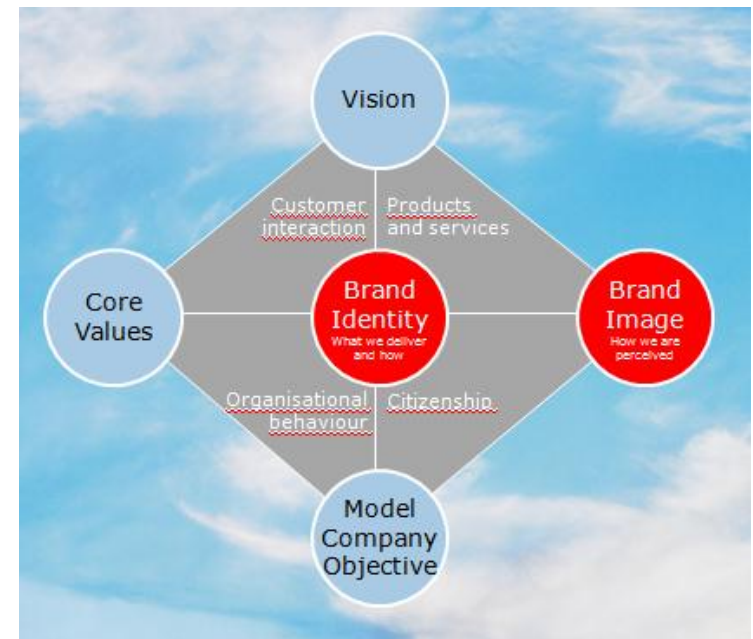 Vision
Customer
interaction
Products
and services
Core
Values
Brand
Identity
What we deliver
and how
Brand
Image
How we are
perceived
Organisational
behaviour
Citizenship
Model
Company
Objective